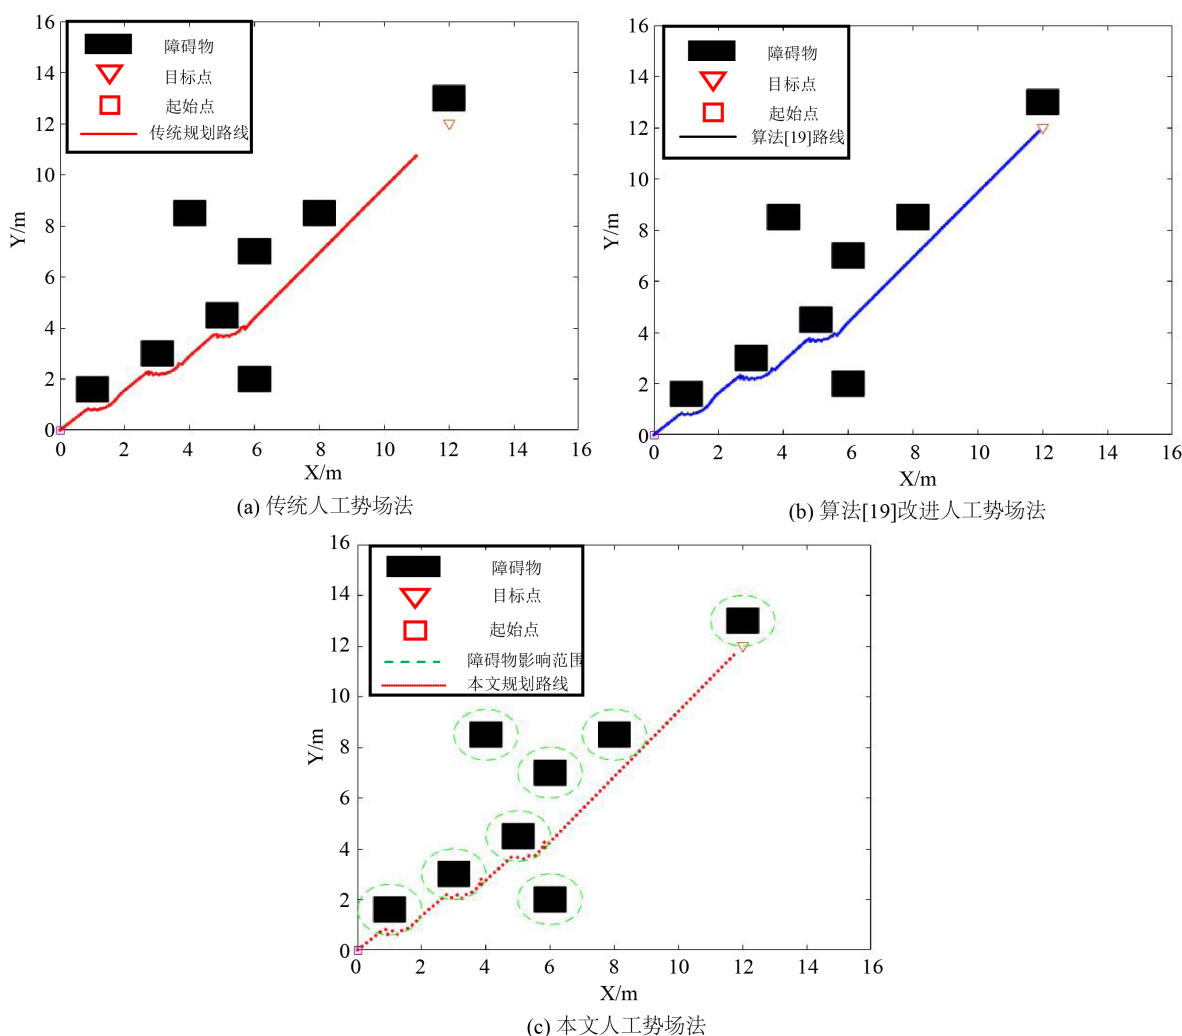 16
14
12
10
8
6
4
2
0
Y/m
障碍物
目标点
起始点
传统规划路线
0 2 4 6 8 10 12 14 16
X/m
(a) 传统人工势场法
16
14
12
10
8
6
4
2
0
Y/m
障碍物
目标点
起始点
算法[19]路线
0 2 4 6 8 10 12 14 16
X/m
(b) 算法[19]改进人工势场法
16
14
12
10
8
6
4
2
0
Y/m
障碍物
目标点
起始点
障碍物影响范围
本文规划路线
0 2 4 6 8 10 12 14 16
X/m
(c) 本文人工势场法